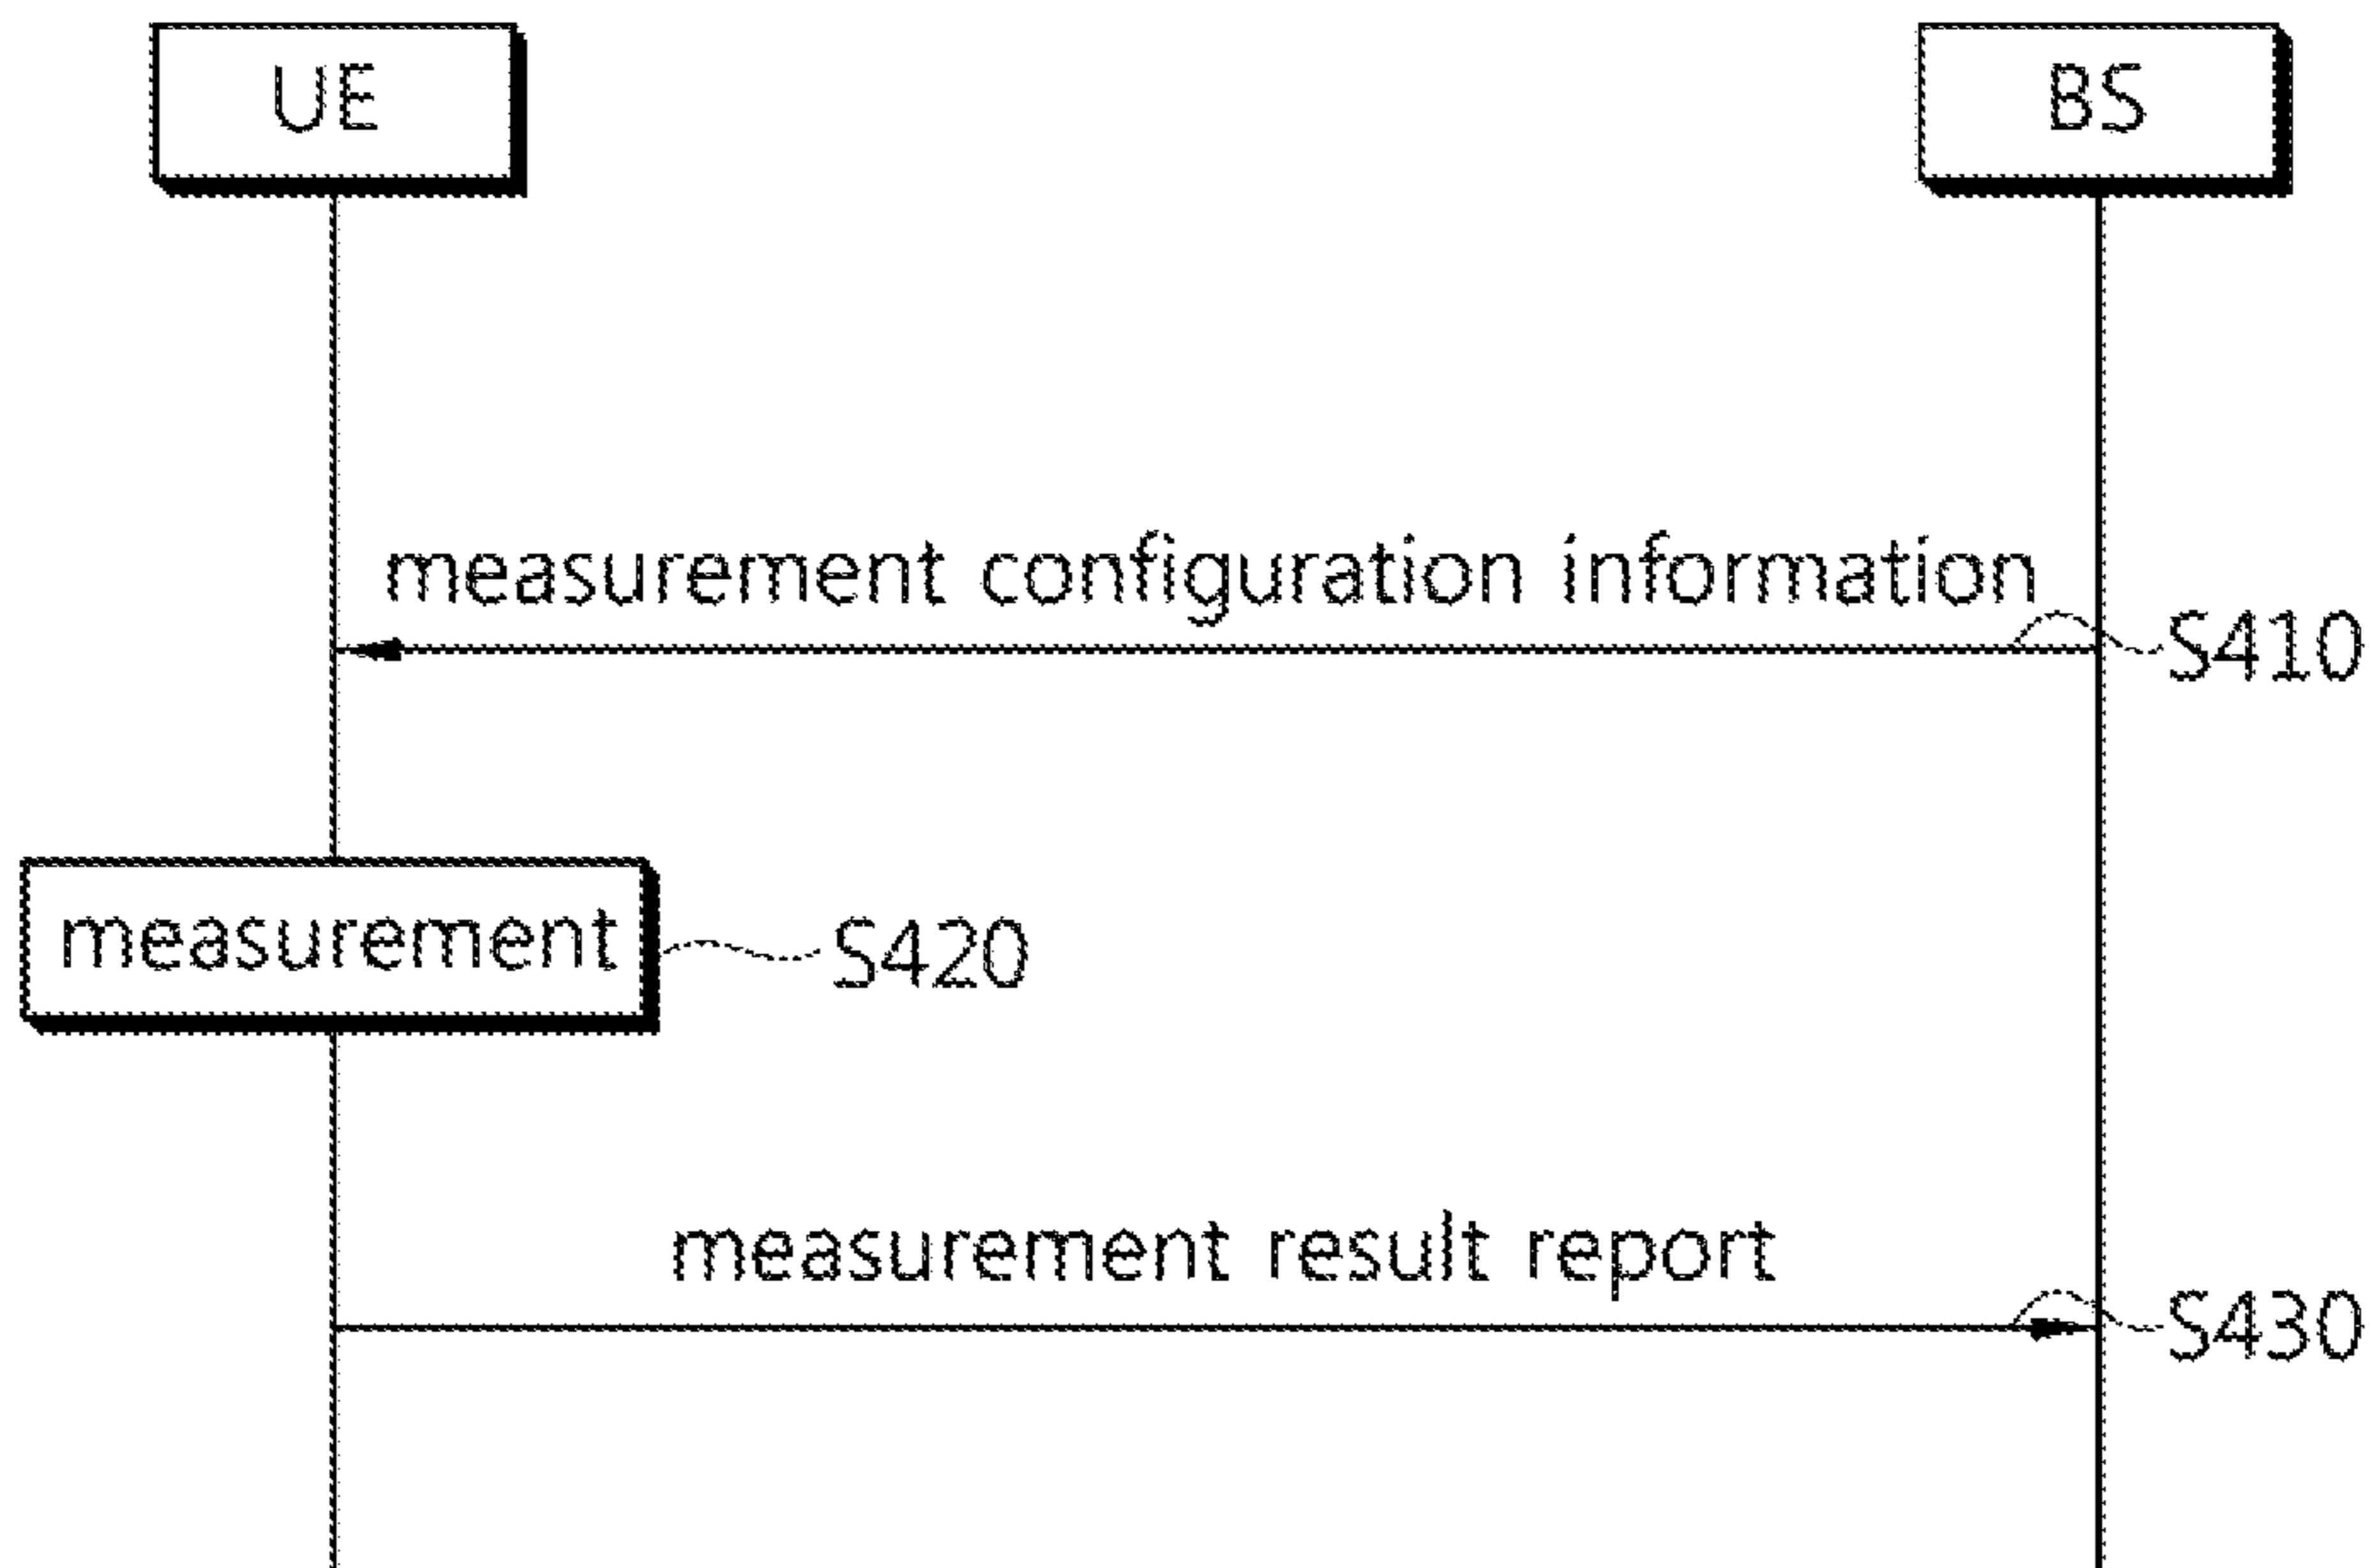 UE
BS
measurement configuration information
S410
measurement
S420
measurement result report
S430